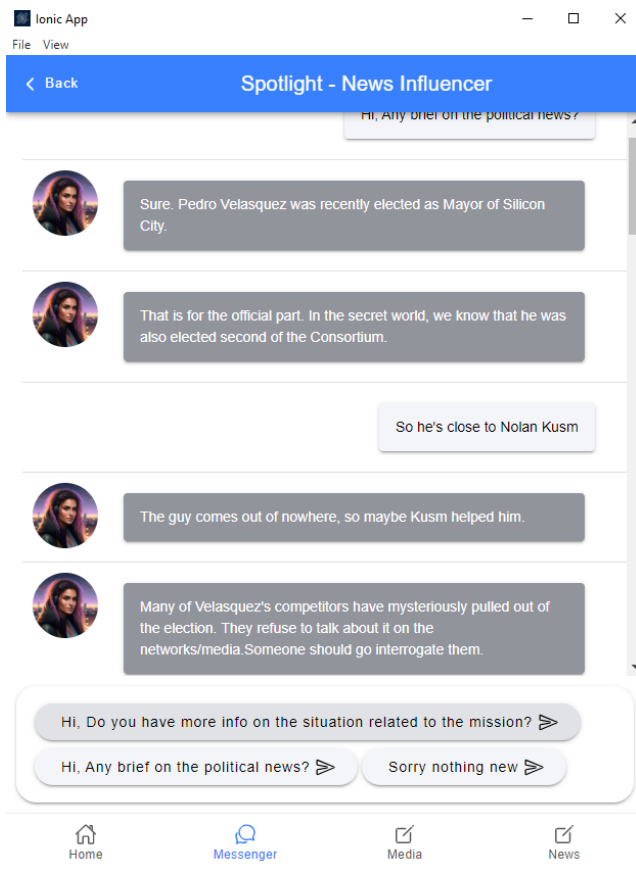 Ionic App
File View
Back
Spotlight - News Influencer
Hi, Any brief on the political news?
Sure. Pedro Velasquez was recently elected as Mayor of Silicon
City.
That is for the official part. In the secret world, we know that he was
also elected second of the Consortium.
So he's close to Nolan Kusm
The guy comes out of nowhere, so maybe Kusm helped him.
Many of Velasquez's competitors have mysteriously pulled out of
the election. They refuse to talk about it on the
networks/media.Someone should go interrogate them.
Hi, Do you have more info on the situation related to the mission?
Hi, Any brief on the political news?
Sorry nothing new
Home
Messenger
Media
News